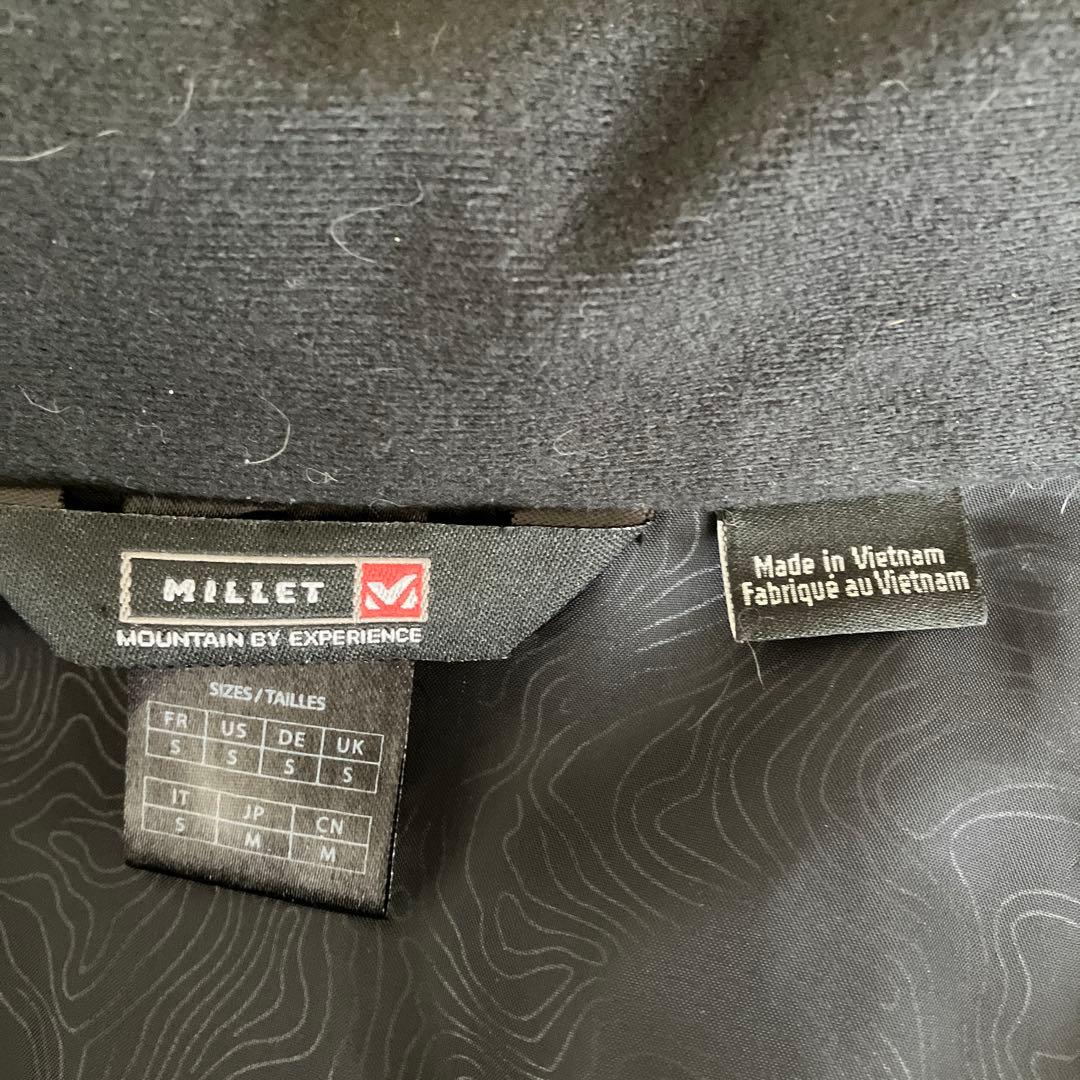 MILLET
MOUNTAIN BY EXPERIENCE
Made in Vietnam
Fabriqué au Vietnam
SIZES / TAILLES
FR US DE UK
S S S S
IT JP CN
S M M